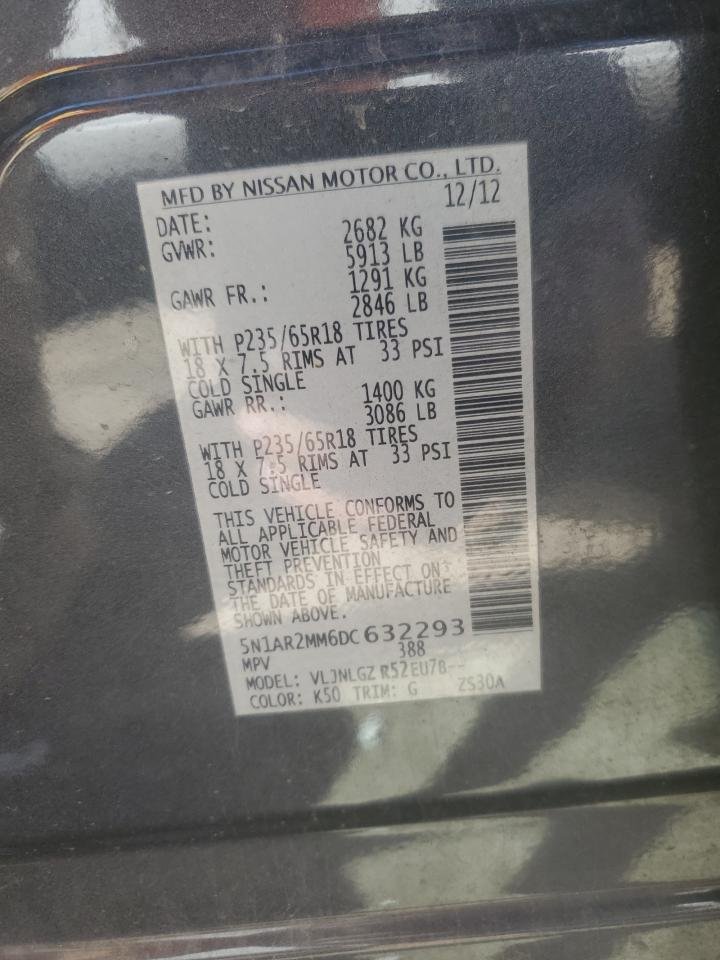 MFD BY NISSAN MOTOR CO., LTD.
DATE: 12/12
GVWR: 2682 KG
5913 LB
GAWR FR.: 1291 KG
2846 LB
WITH P235/65R18 TIRES
18 X 7.5 RIMS AT 33 PSI
COLD SINGLE
GAWR RR.: 1400 KG
3086 LB
WITH P235/65R18 TIRES
18 X 7.5 RIMS AT 33 PSI
COLD SINGLE
THIS VEHICLE CONFORMS TO
ALL APPLICABLE FEDERAL
MOTOR VEHICLE SAFETY AND
THEFT PREVENTION
STANDARDS IN EFFECT ON
THE DATE OF MANUFACTURE
SHOWN ABOVE.
5N1AR2MM6DC632293
MPV 388
MODEL: VLJNLGZ R52EU7B--
COLOR: K50 TRIM: G ZS30A